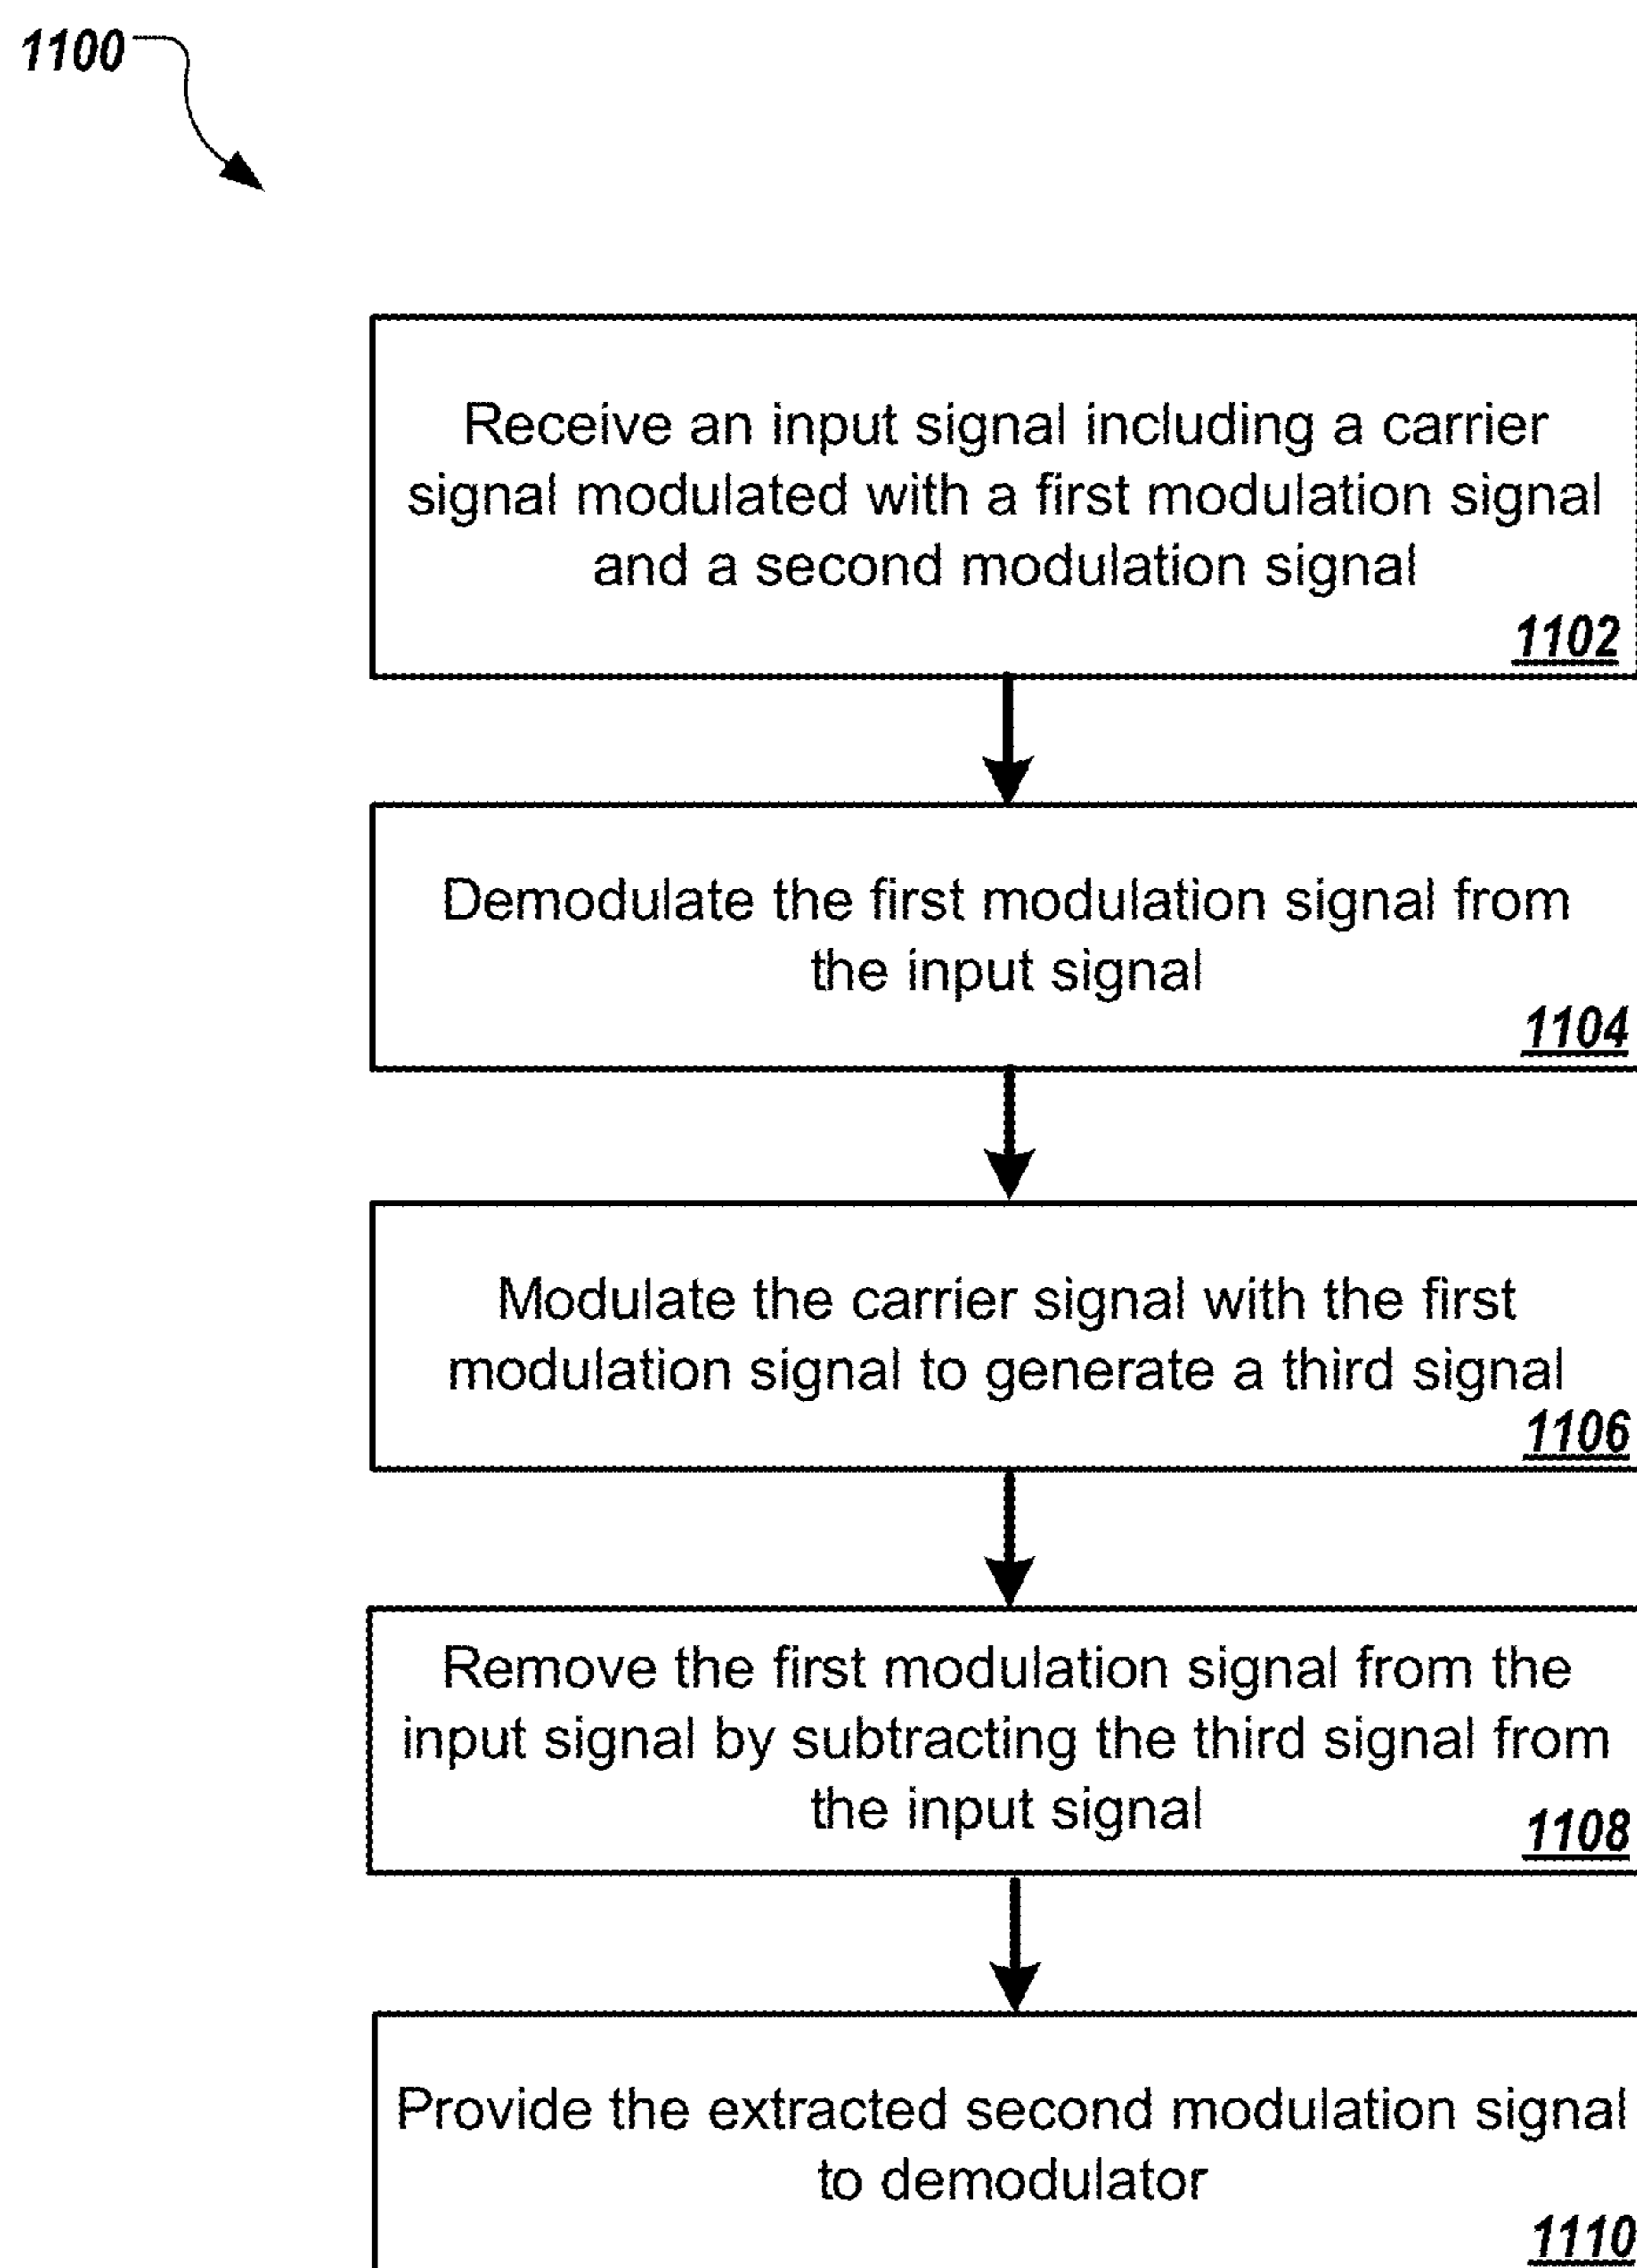 1100
Receive an input signal including a carrier
signal modulated with a first modulation signal
and a second modulation signal
1102
Demodulate the first modulation signal from
the input signal
1104
Modulate the carrier signal with the first
modulation signal to generate a third signal
1106
Remove the first modulation signal from the
input signal by subtracting the third signal from
the input signal
1108
Provide the extracted second modulation signal
to demodulator
1110